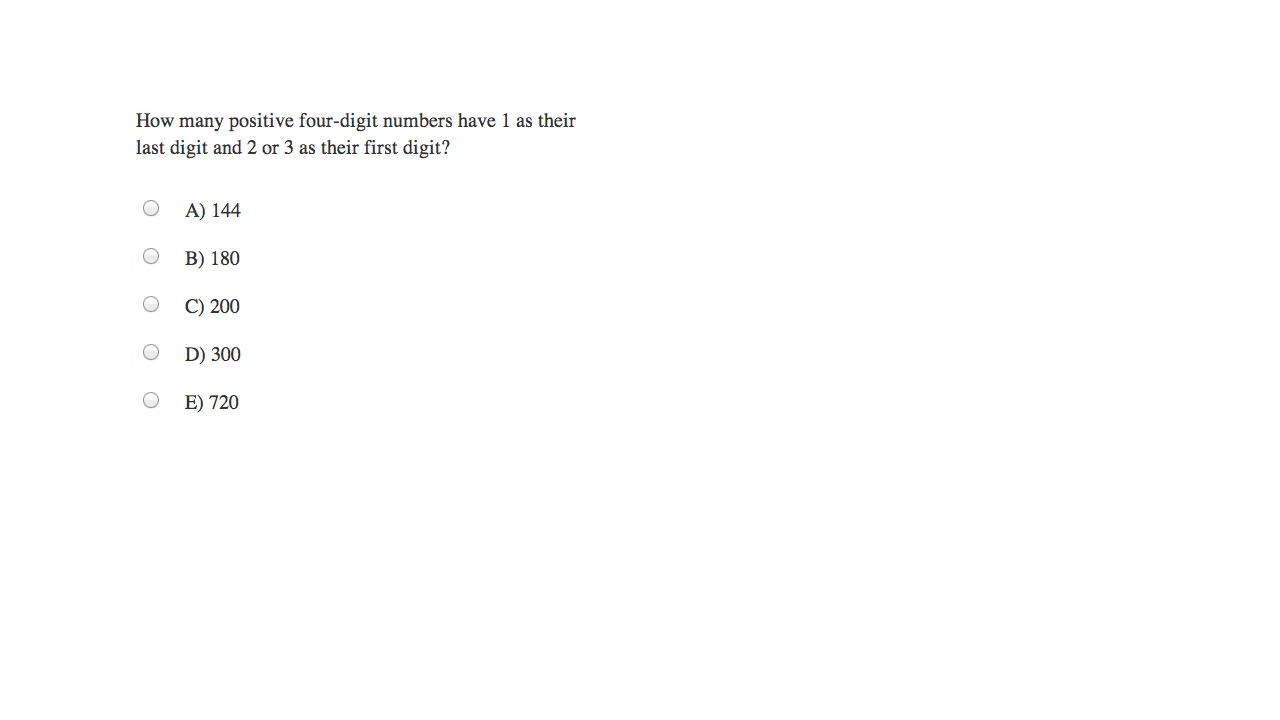 How many positive four-digit numbers have 1 as their
last digit and 2 or 3 as their first digit?
A) 144
B) 180
C) 200
D) 300
E) 720